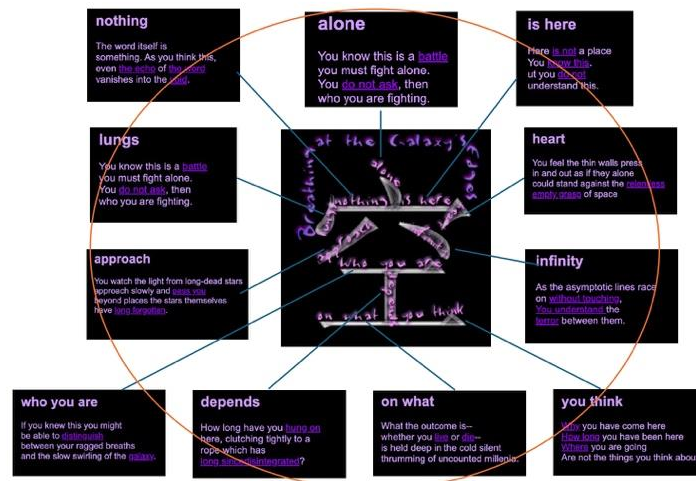 nothing
The word itself is
something. As you think this,
even the echo of the word
vanishes into the void.
alone
You know this is a battle
you must fight alone.
You do not ask, then
who you are fighting.
is here
Here is not a place
You know this.
ut you do not
understand this.
lungs
You know this is a battle
you must fight alone.
You do not ask, then
who you are fighting.
Breathing at the Galaxy's Edges
alone
nothing is here
lungs
heart
approach
infinity
who you are
depends
on what you think
heart
You feel the thin walls press
in and out as if they alone
could stand against the relentless
empty grasp of space
approach
You watch the light from long-dead stars
approach slowly and pass you
beyond places the stars themselves
have long forgotten.
infinity
As the asymptotic lines race
on without touching,
You understand the
terror between them.
who you are
If you knew this you might
be able to distinguish
between your ragged breaths
and the slow swirling of the galaxy.
depends
How long have you hung on
here, clutching tightly to a
rope which has
long since disintegrated?
on what
What the outcome is--
whether you live or die--
is held deep in the cold silent
thrumming of uncounted millenia.
you think
Why you have come here
How long you have been here
Where you are going
Are not the things you think abou